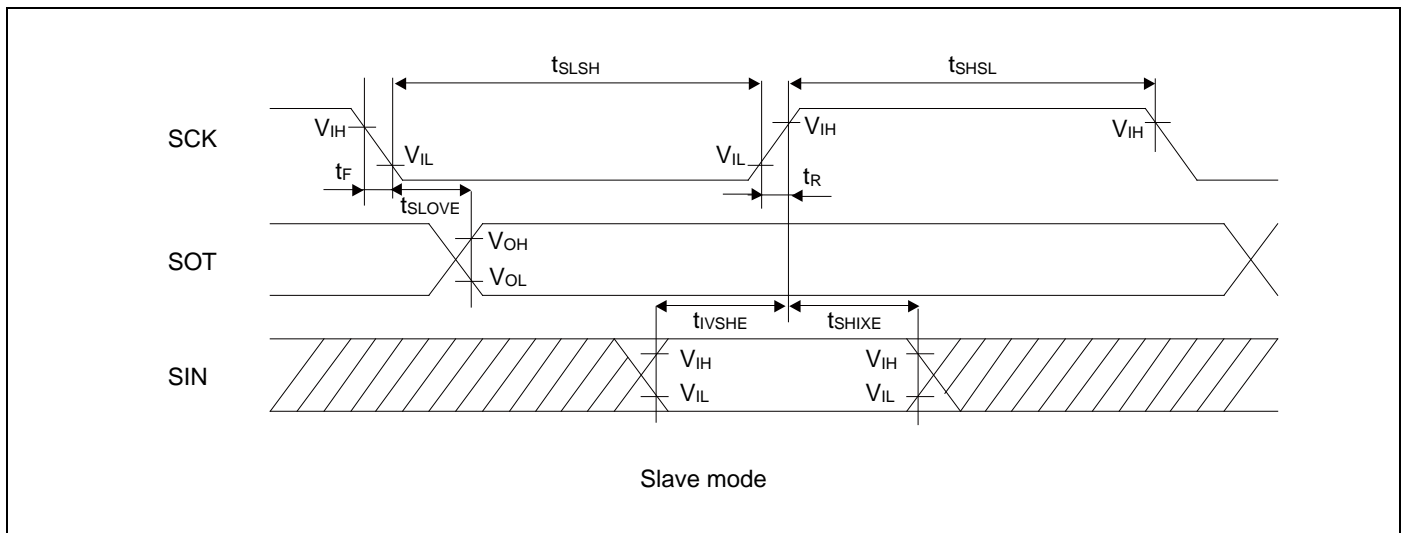 tSLSH
tSHSL
SCK
VIH
VIL
VIL
VIH
VIH
tF
tR
tSLOVE
SOT
VOH
VOL
tIVSHE
tSHIXE
SIN
VIH
VIH
VIL
VIL
Slave mode